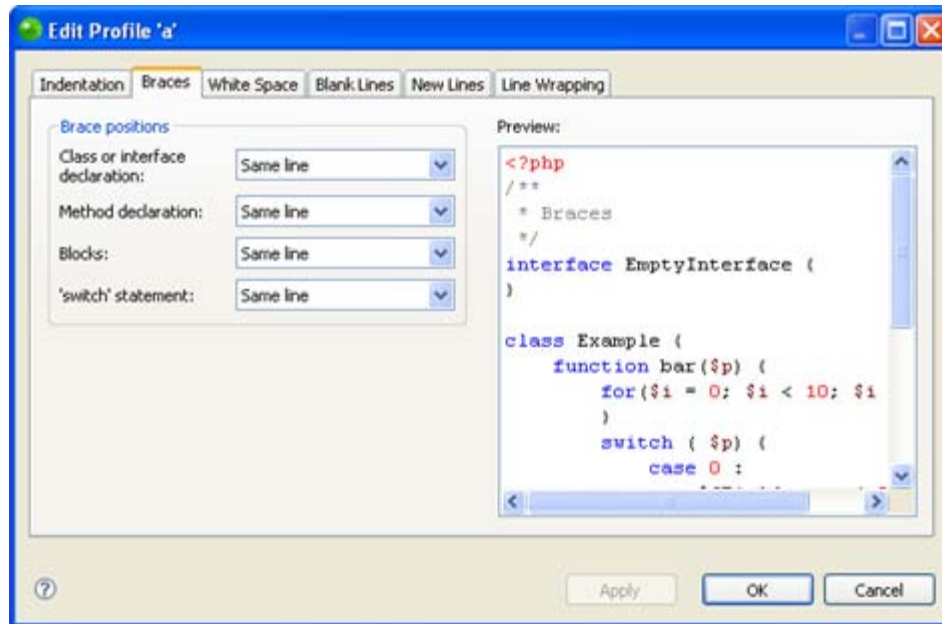 Edit Profile 'a'
Indentation Braces White Space Blank Lines New Lines Line Wrapping
Brace positions
Class or interface
declaration:
Same line
Method declaration: Same line
Blocks: Same line
'switch' statement: Same line
Preview:
<?php
/**
 * Braces
 */
interface EmptyInterface {
}
class Example {
    function bar($p) {
        for($i = 0; $i < 10; $i
        }
        switch ( $p) {
            case 0 :
Apply OK Cancel